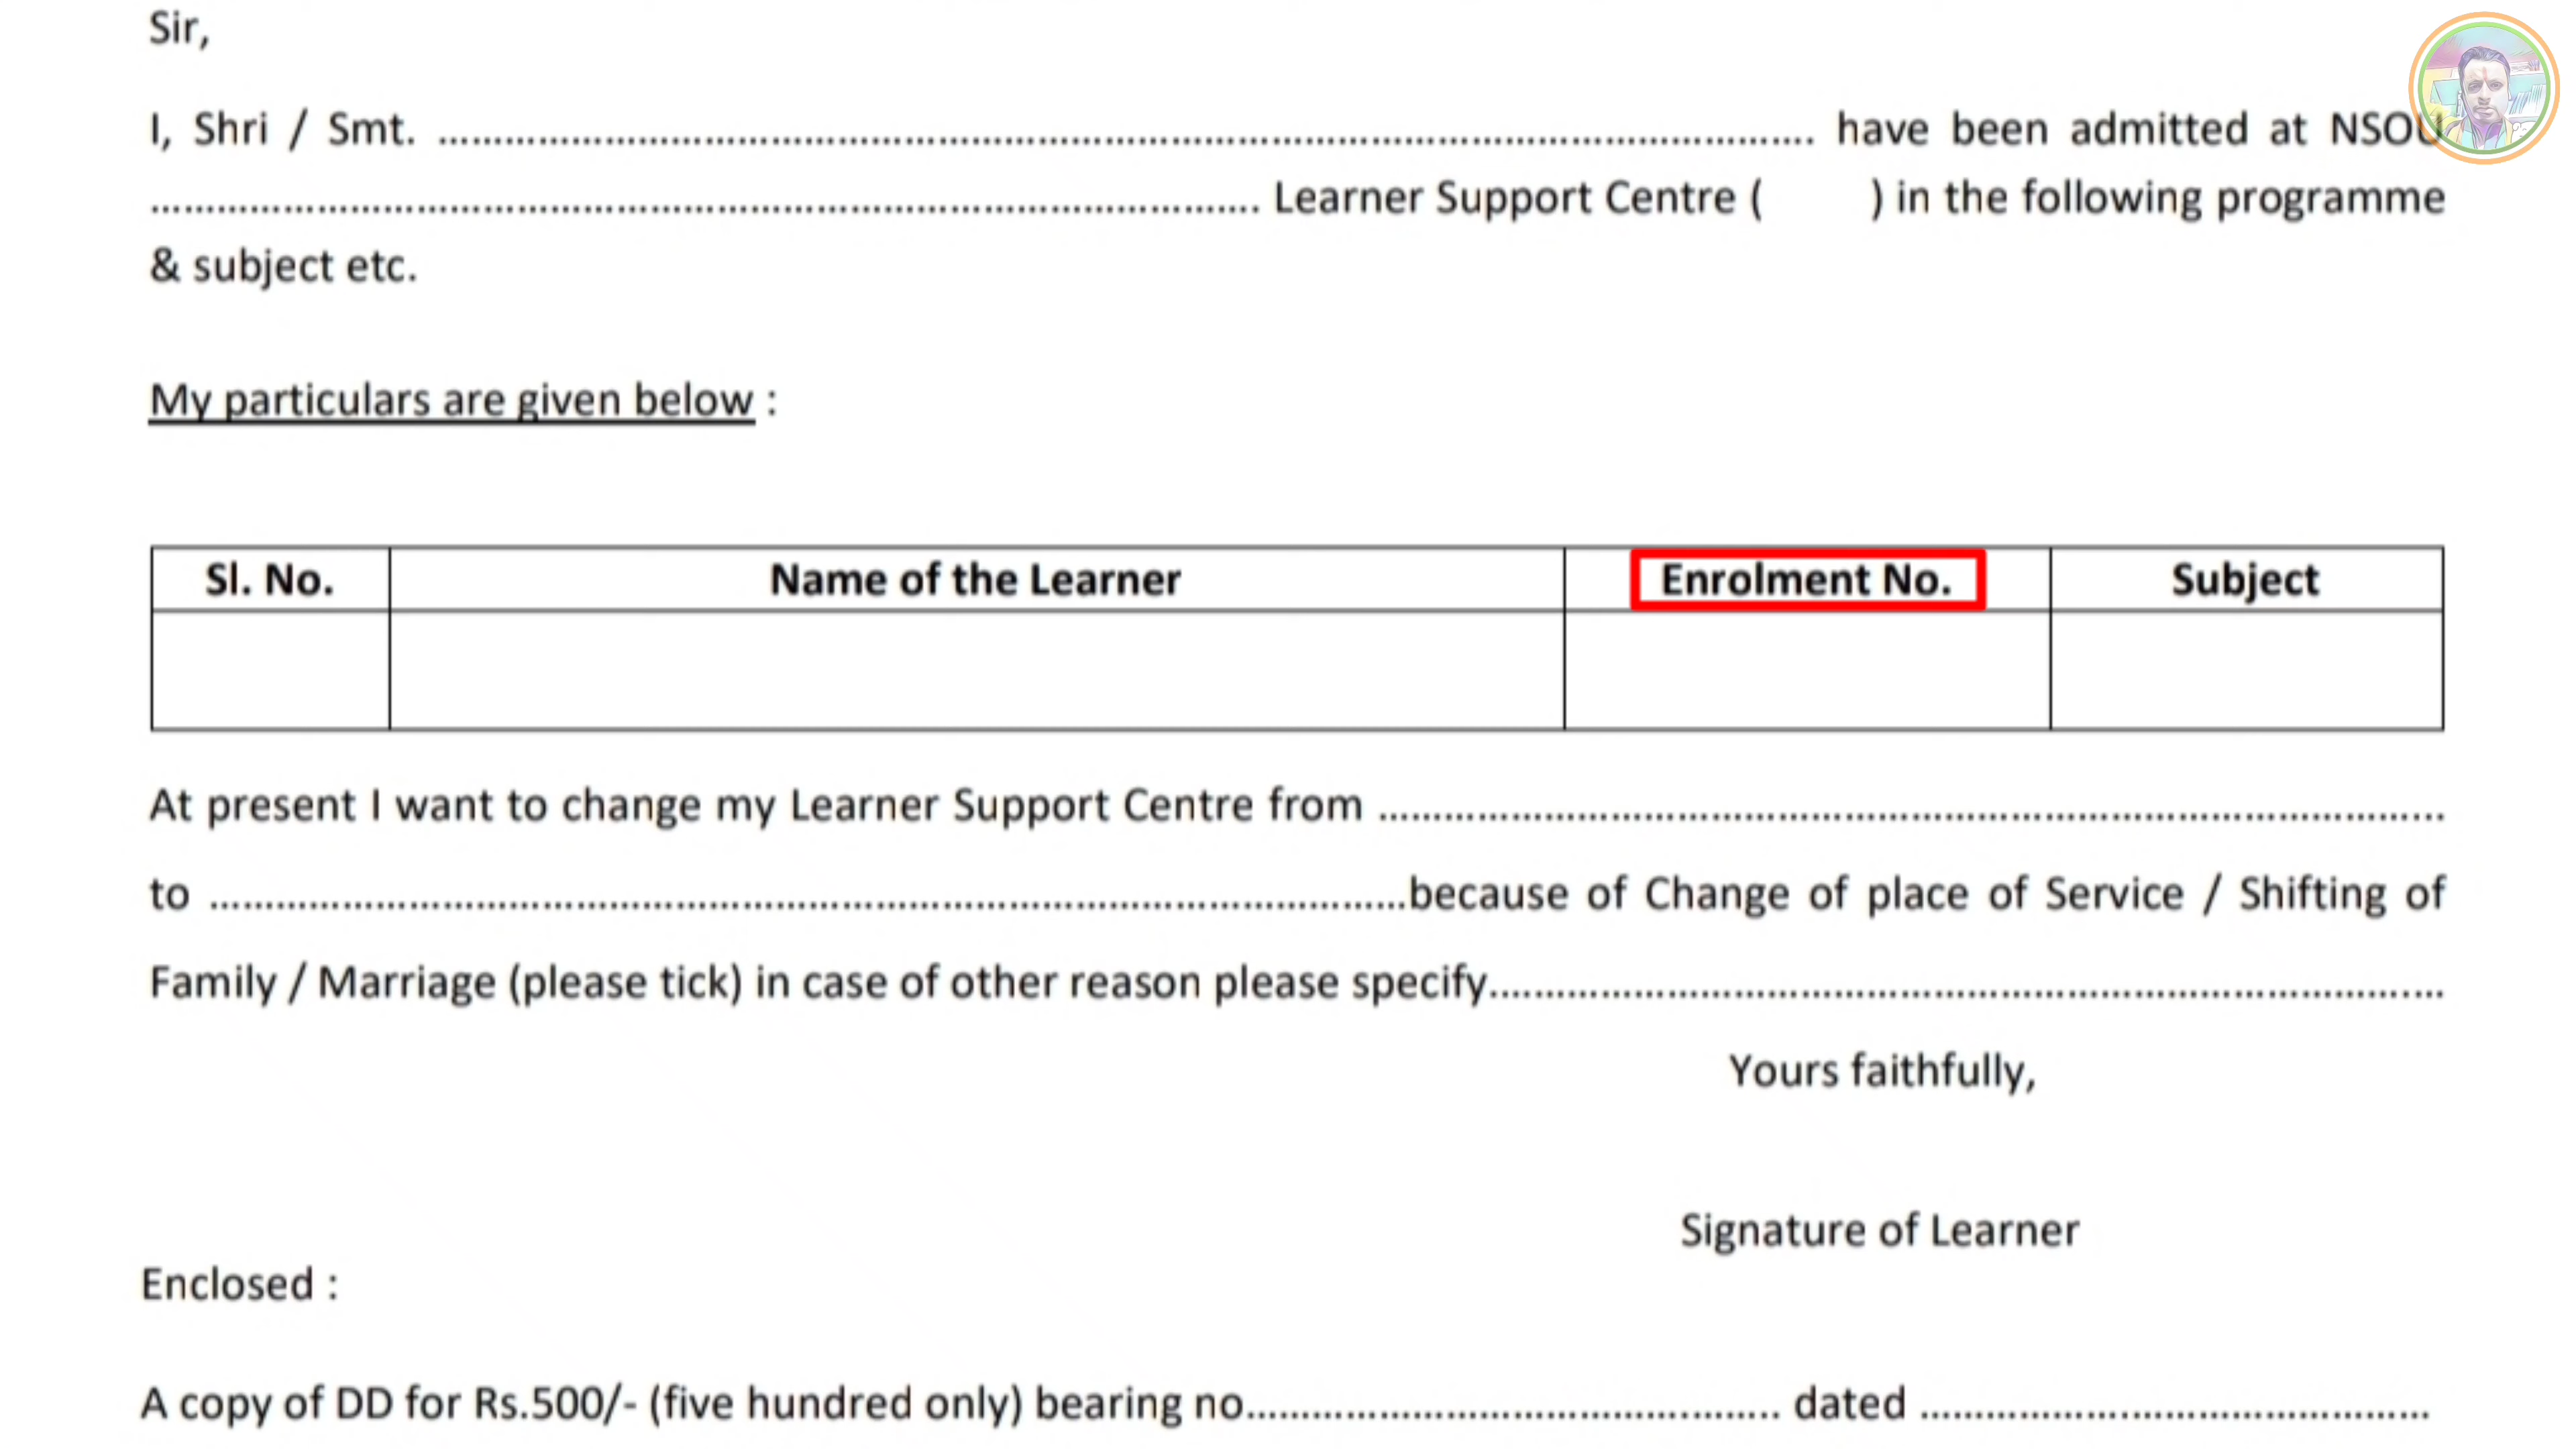 Sir,
I, Shri / Smt. ........................................................................................................................ have been admitted at NSOU
.................................................................................................... Learner Support Centre (        ) in the following programme
& subject etc.
My particulars are given below :
Sl. No. Name of the Learner Enrolment No. Subject
At present I want to change my Learner Support Centre from ................................................................................................
to ............................................................................................................because of Change of place of Service / Shifting of
Family / Marriage (please tick) in case of other reason please specify......................................................................................
Yours faithfully,
Signature of Learner
Enclosed :
A copy of DD for Rs.500/- (five hundred only) bearing no................................................ dated ..............................................